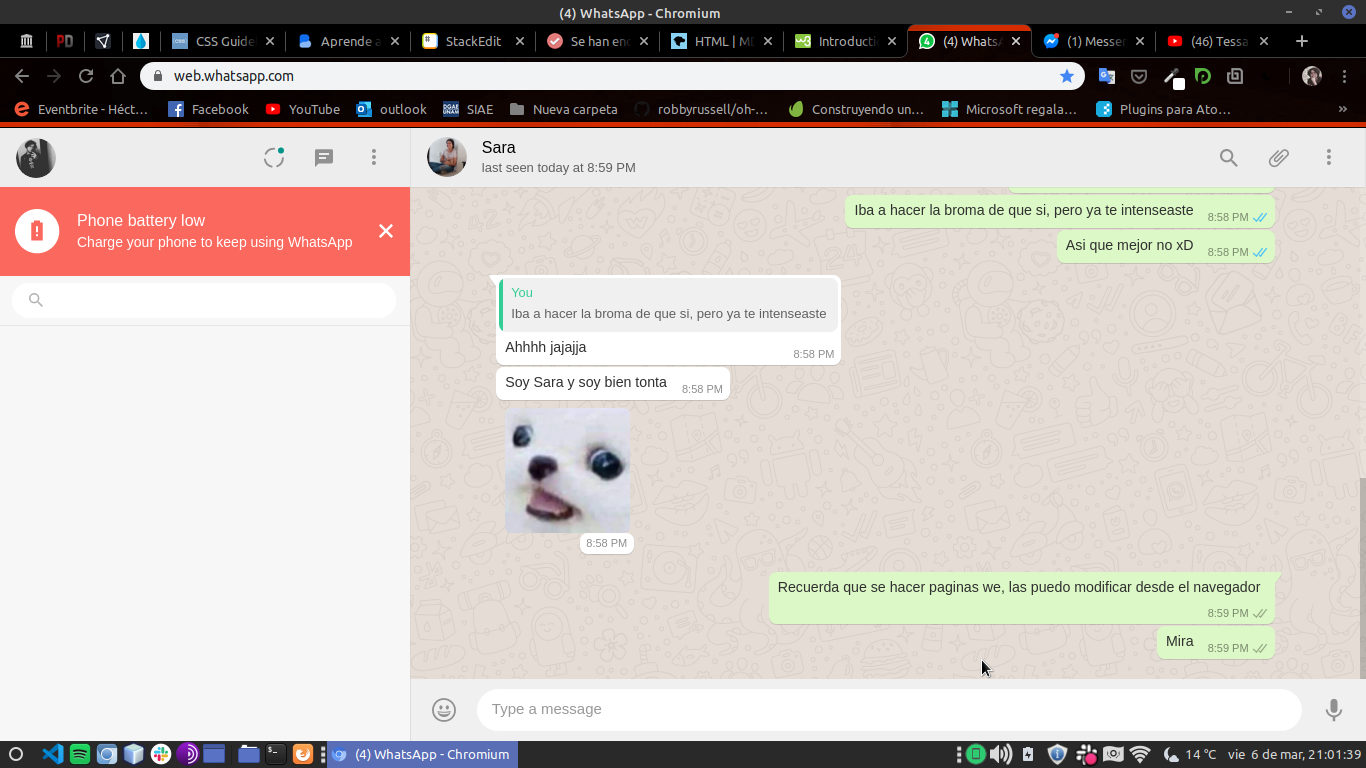 (4) WhatsApp - Chromium
PD
CSS Guide
Aprende a
StackEdit
Se han en
HTML | M
Introducti
(4) Whats
(1) Messer
(46) Tessa
web.whatsapp.com
Eventbrite - Héct…
Facebook
YouTube
outlook
SIAE
Nueva carpeta
robbyrussell/oh-…
Construyendo un…
Microsoft regala…
Plugins para Ato…
»
Sara
last seen today at 8:59 PM
Phone battery low
Charge your phone to keep using WhatsApp
Iba a hacer la broma de que si, pero ya te intenseaste
8:58 PM
Asi que mejor no xD
8:58 PM
You
Iba a hacer la broma de que si, pero ya te intenseaste
Ahhhh jajajja
8:58 PM
Soy Sara y soy bien tonta
8:58 PM
8:58 PM
Recuerda que se hacer paginas we, las puedo modificar desde el navegador
8:59 PM
Mira
8:59 PM
Type a message
(4) WhatsApp - Chromium
14 °C
vie 6 de mar, 21:01:39